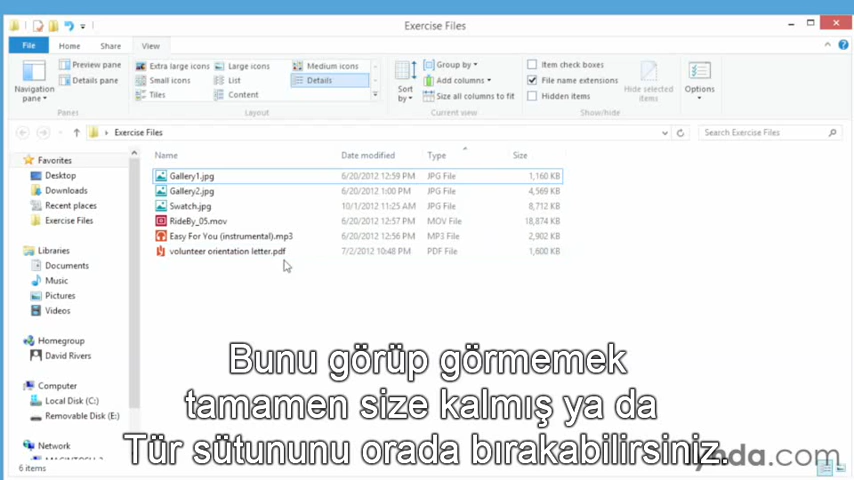 Exercise Files
File Home Share View
Preview pane Extra large icons Large icons Medium icons Group by Item check boxes
Details pane Small icons List Details Add columns File name extensions
Navigation pane Tiles Content Sort by Size all columns to fit Hidden items Hide selected items Options
Panes Layout Current view Show/hide
Exercise Files Search Exercise Files
Name Date modified Type Size
Gallery1.jpg 6/20/2012 12:59 PM JPG File 1,160 KB
Gallery2.jpg 6/20/2012 1:00 PM JPG File 4,569 KB
Swatch.jpg 10/1/2012 11:25 AM JPG File 8,712 KB
RideBy_05.mov 6/20/2012 12:57 PM MOV File 18,874 KB
Easy For You (instrumental).mp3 6/20/2012 12:56 PM MP3 File 2,902 KB
volunteer orientation letter.pdf 7/2/2012 10:48 PM PDF File 1,600 KB
Favorites
Desktop
Downloads
Recent places
Exercise Files
Libraries
Documents
Music
Pictures
Videos
Homegroup
David Rivers
Computer
Local Disk (C:)
Removable Disk (E:)
Network
Bunu görüp görmemek
tamamen size kalmış ya da
Tür sütununu orada bırakabilirsiniz.
6 items